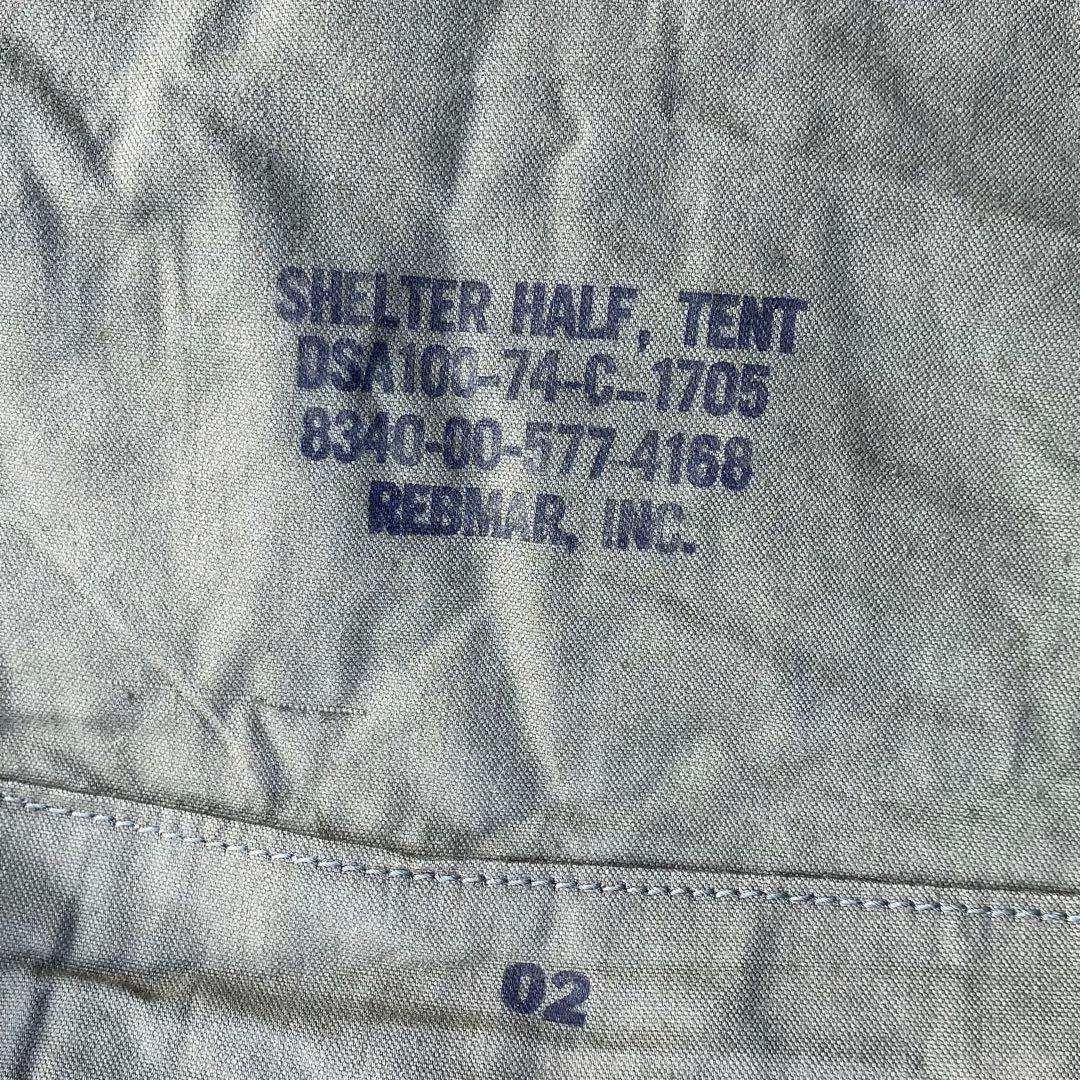 SHELTER HALF, TENT
DSA100-74-C-1705
8340-00-577-4168
REBMAR, INC.
02